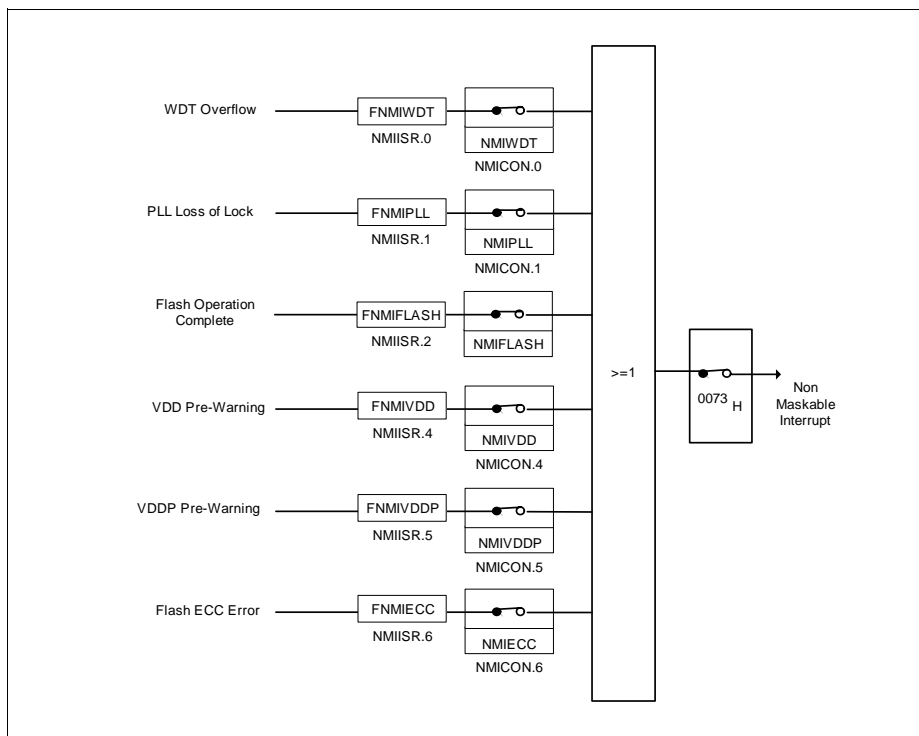 WDT Overflow
FNMIWDT
NMIISR.0
NMIWDT
NMICON.0
PLL Loss of Lock
FNMIPLL
NMIISR.1
NMIPLL
NMICON.1
Flash Operation
Complete
FNMIFLASH
NMIISR.2
NMIFLASH
VDD Pre-Warning
FNMIVDD
NMIISR.4
NMIVDD
NMICON.4
VDDP Pre-Warning
FNMIVDDP
NMIISR.5
NMIVDDP
NMICON.5
Flash ECC Error
FNMIECC
NMIISR.6
NMIECC
NMICON.6
>=1
0073 H
Non
Maskable
Interrupt